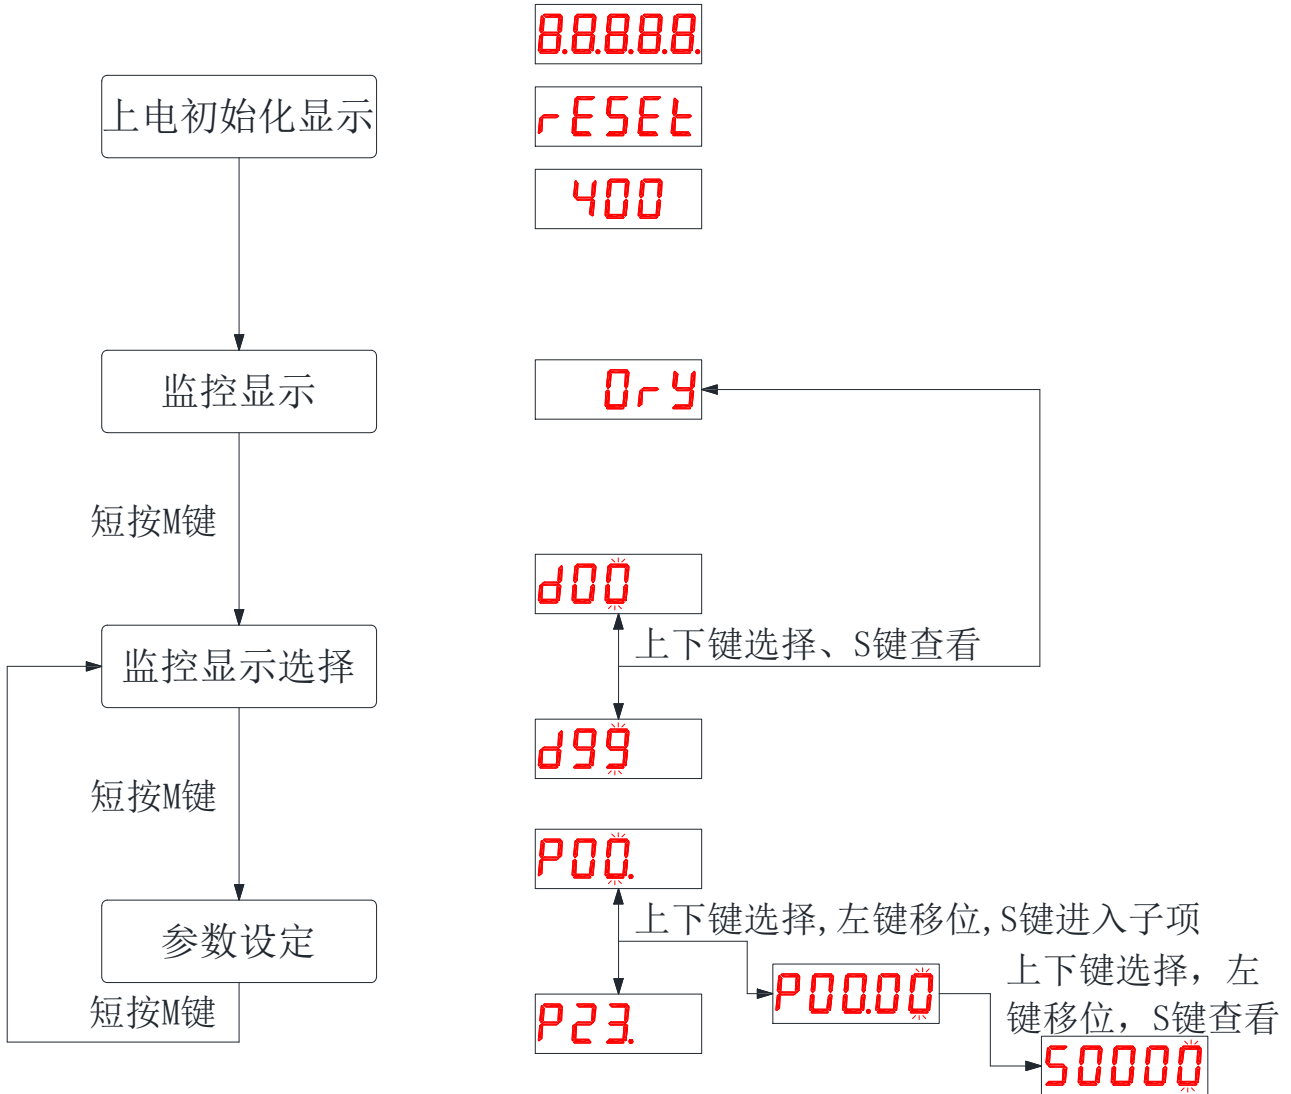 8.8.8.8.8.
上电初始化显示
rESEt
400
监控显示
0rY
短按M键
d00
上下键选择、S键查看
监控显示选择
d99
短按M键
P00.
上下键选择,左键移位,S键进入子项
参数设定
上下键选择，左
键移位，S键查看
P00.00
短按M键
P23.
50000